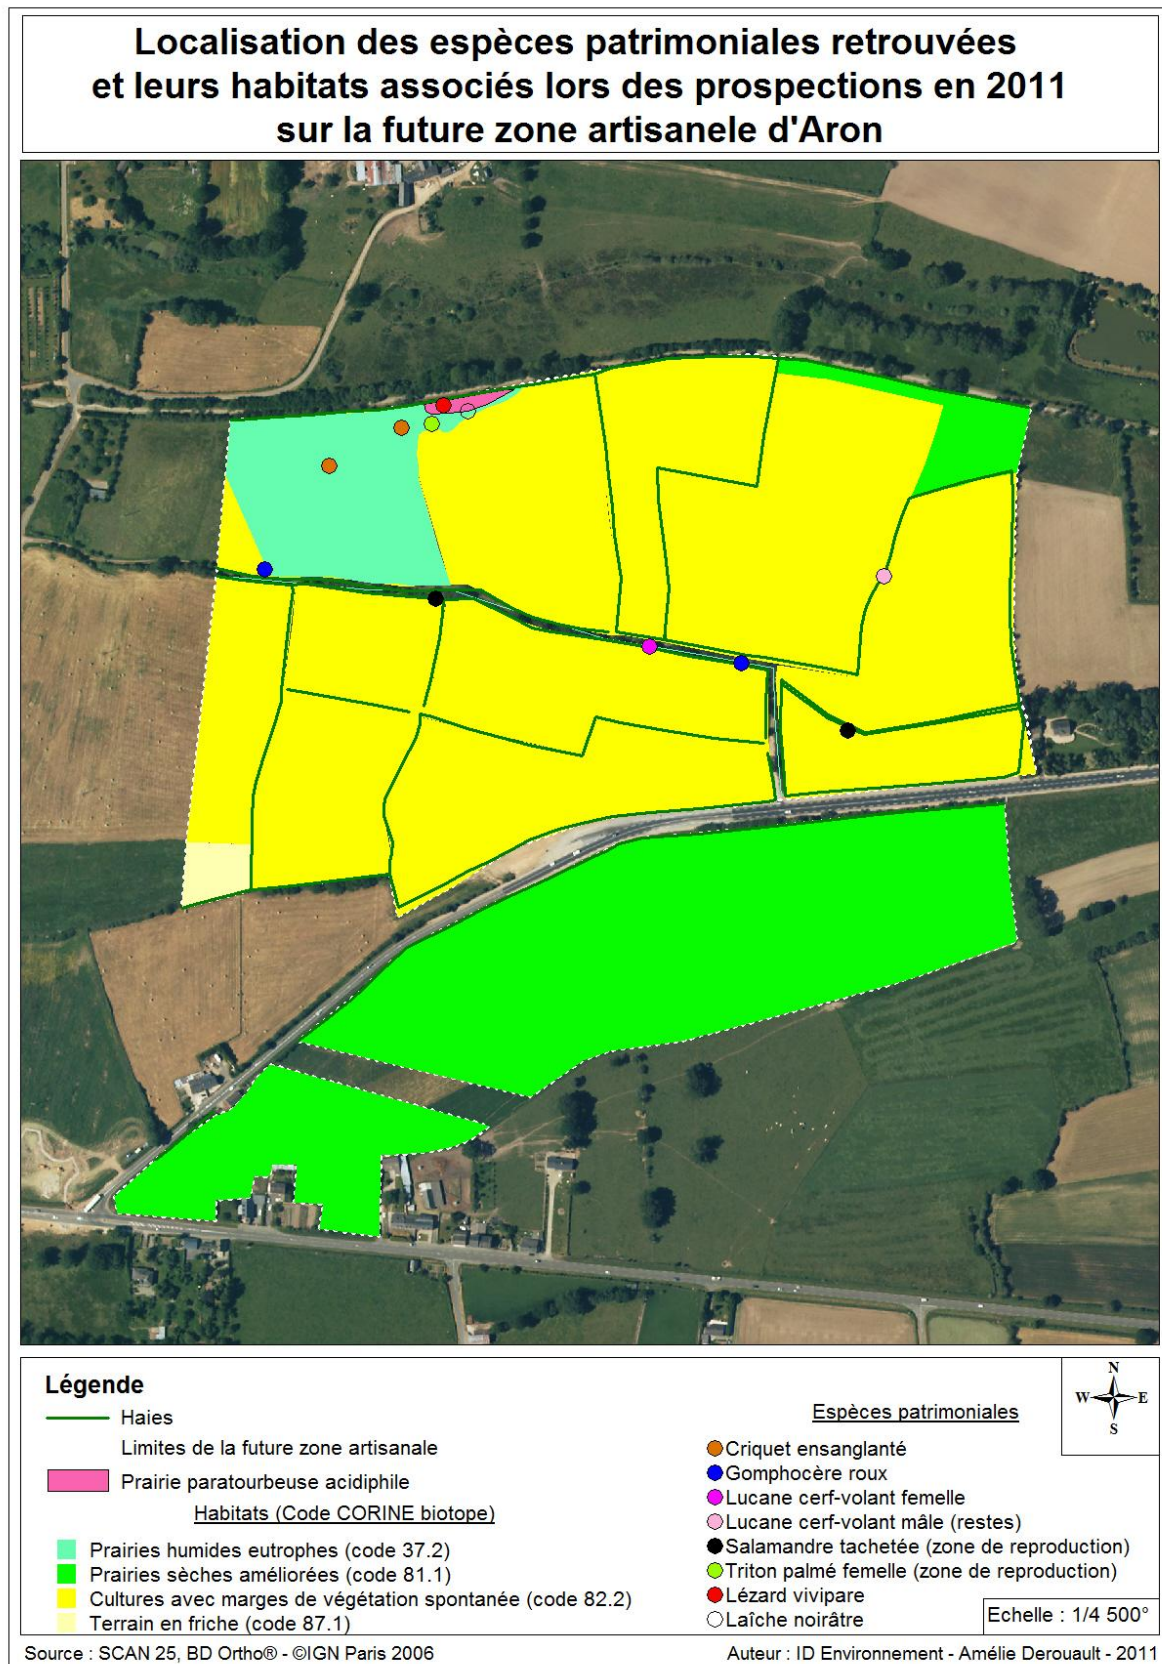 Localisation des espèces patrimoniales retrouvées
et leurs habitats associés lors des prospections en 2011
sur la future zone artisanele d'Aron
Légende
Haies
Limites de la future zone artisanale
Prairie paratourbeuse acidiphile
Habitats (Code CORINE biotope)
Prairies humides eutrophes (code 37.2)
Prairies sèches améliorées (code 81.1)
Cultures avec marges de végétation spontanée (code 82.2)
Terrain en friche (code 87.1)
Espèces patrimoniales
Criquet ensanglanté
Gomphocère roux
Lucane cerf-volant femelle
Lucane cerf-volant mâle (restes)
Salamandre tachetée (zone de reproduction)
Triton palmé femelle (zone de reproduction)
Lézard vivipare
Laîche noirâtre
N
W E
S
Echelle : 1/4 500°
Source : SCAN 25, BD Ortho® - ©IGN Paris 2006
Auteur : ID Environnement - Amélie Derouault - 2011